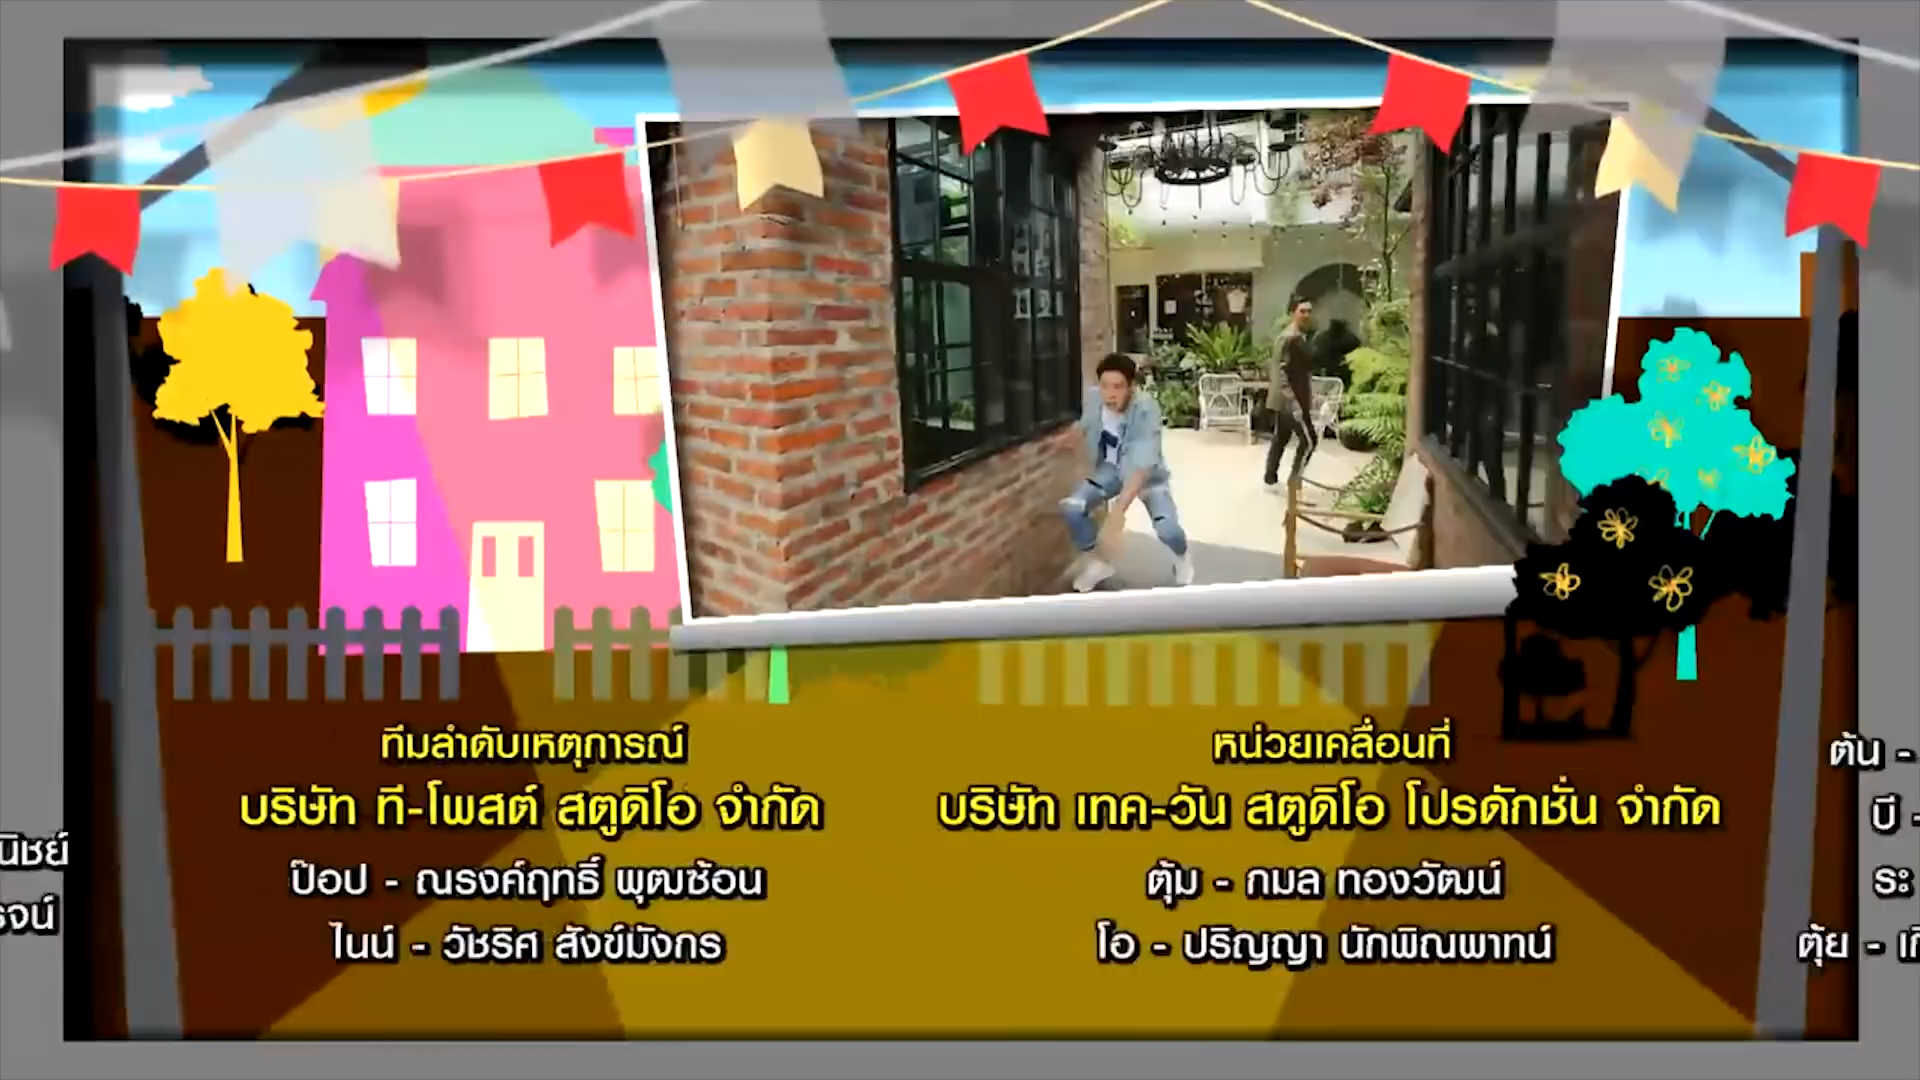 ทีมลำดับเหตุการณ์
บริษัท ที-โพสต์ สตูดิโอ จำกัด
ป๊อป - ณรงค์ฤทธิ์ พุฒซ้อน
ไนน์ - วัชริศ สังข์มังกร
หน่วยเคลื่อนที่
บริษัท เทค-วัน สตูดิโอ โปรดักชั่น จำกัด
ตุ้ม - กมล ทองวัฒน์
โอ - ปริญญา นักพิณพาทน์
ต้น -
บี -
ระ
ตุ้ย - เกี